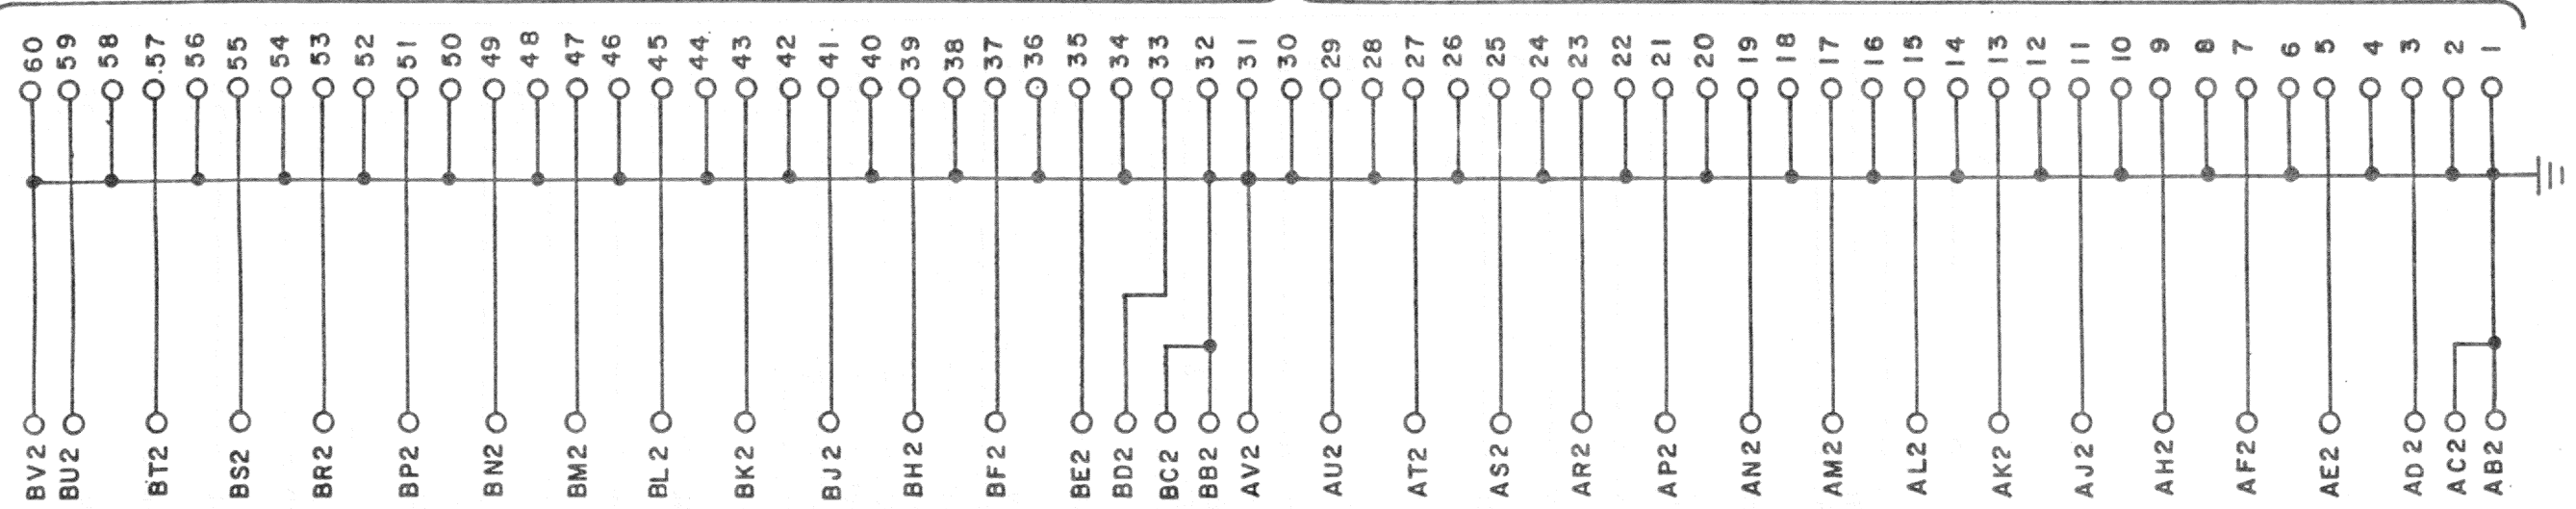 60 59 58 57 56 55 54 53 52 51 50 49 48 47 46 45 44 43 42 41 40 39 38 37 36 35 34 33 32 31 30 29 28 27 26 25 24 23 22 21 20 19 18 17 16 15 14 13 12 11 10 9 8 7 6 5 4 3 2 1
BV2 BU2 BT2 BS2 BR2 BP2 BN2 BM2 BL2 BK2 BJ2 BH2 BF2 BE2 BD2 BC2 BB2 AV2 AU2 AT2 AS2 AR2 AP2 AN2 AM2 AL2 AK2 AJ2 AH2 AF2 AE2 AD2 AC2 AB2